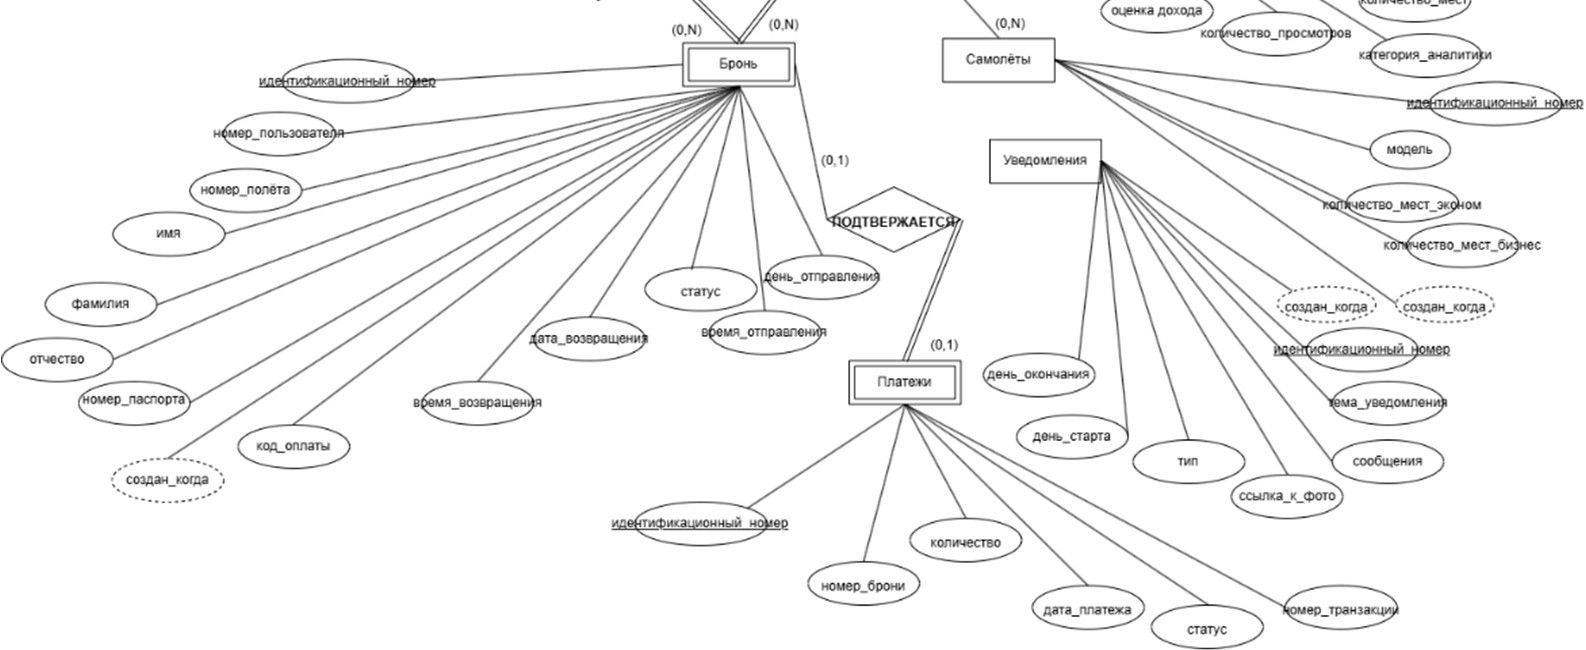 количество_мест
оценка дохода
(0,N)
(0,N)
(0,N)
количество_просмотров
категория_аналитики
Бронь
Самолёты
идентификационный_номер
идентификационный_номер
номер_пользователя
модель
(0,1)
Уведомления
номер_полёта
количество_мест_эконом
имя
ПОДТВЕРЖАЕТСЯ
количество_мест_бизнес
день_отправления
статус
фамилия
создан_когда
создан_когда
время_отправления
дата_возвращения
(0,1)
идентификационный_номер
отчество
день_окончания
Платежи
номер_паспорта
время_возвращения
тема_уведомления
день_старта
код_оплаты
тип
сообщения
создан_когда
ссылка_к_фото
идентификационный_номер
количество
номер_брони
дата_платежа
номер_транзакции
статус